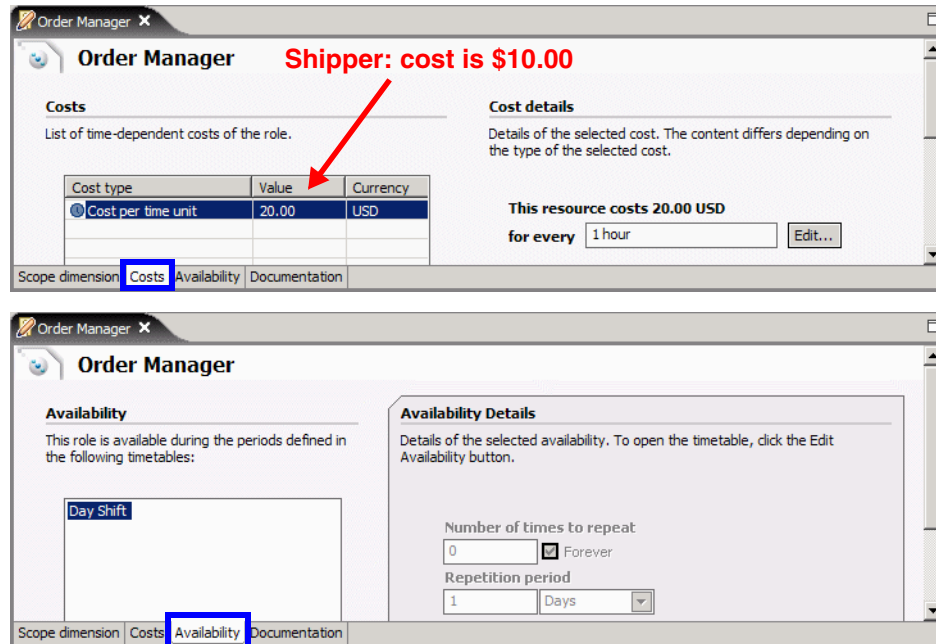 Order Manager
Order Manager
Shipper: cost is $10.00
Costs
List of time-dependent costs of the role.
Cost type Value Currency
Cost per time unit 20.00 USD
Cost details
Details of the selected cost. The content differs depending on
the type of the selected cost.
This resource costs 20.00 USD
for every 1 hour Edit...
Scope dimension Costs Availability Documentation
Order Manager
Order Manager
Availability
This role is available during the periods defined in
the following timetables:
Day Shift
Availability Details
Details of the selected availability. To open the timetable, click the Edit
Availability button.
Number of times to repeat
0 Forever
Repetition period
1 Days
Scope dimension Costs Availability Documentation